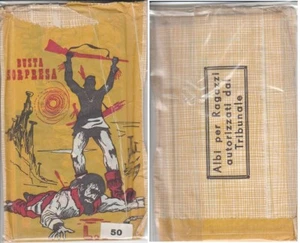 BUSTA
SORPRESA
50
Albi per Ragazzi
autorizzati dal
Tribunale